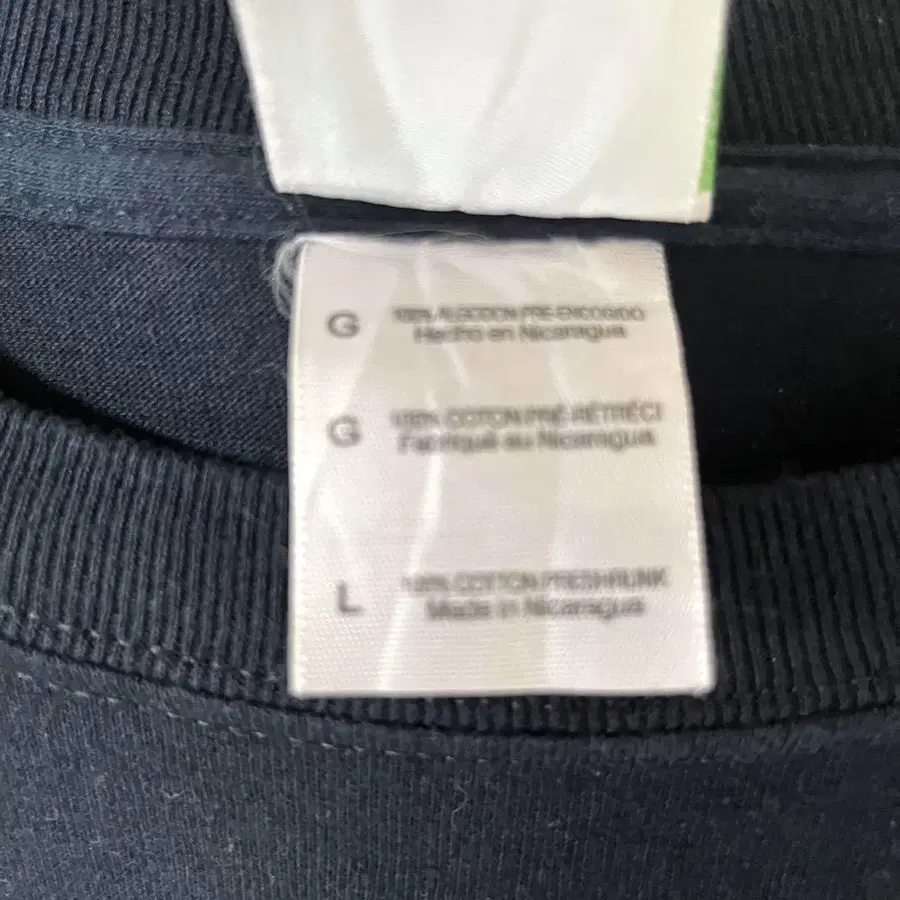 G 100% ALGODON PRE-ENCOGIDO
Hecho en Nicaragua
G 100% COTON PRÉ-RÉTRÉCI
Fabriqué au Nicaragua
L 100% COTTON PRESHRUNK
Made in Nicaragua